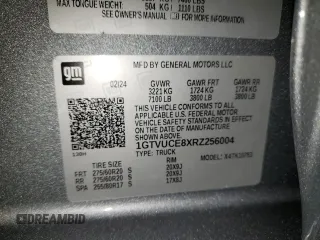 MAX TONGUE WEIGHT 504 KG / 1110 LBS
SEE OWNER'S MANUAL FOR ADDITIONAL
gm
MFD BY GENERAL MOTORS LLC
02/24 GVWR GAWR FRT GAWR RR
3221 KG 1724 KG 1724 KG
7100 LB 3800 LB 3800 LB
THIS VEHICLE CONFORMS TO ALL APPLICABLE
U.S. FEDERAL MOTOR VEHICLE SAFETY
STANDARDS IN EFFECT ON THE DATE OF
MANUFACTURE SHOWN ABOVE.
1GTVUCE8XRZ256004
TYPE: TRUCK
TIRE SIZE RIM
FRT 275/60R20 S 20X9J
RR 275/60R20 S 20X9J
SPA 255/80R17 S 17X8J
DREAMBID